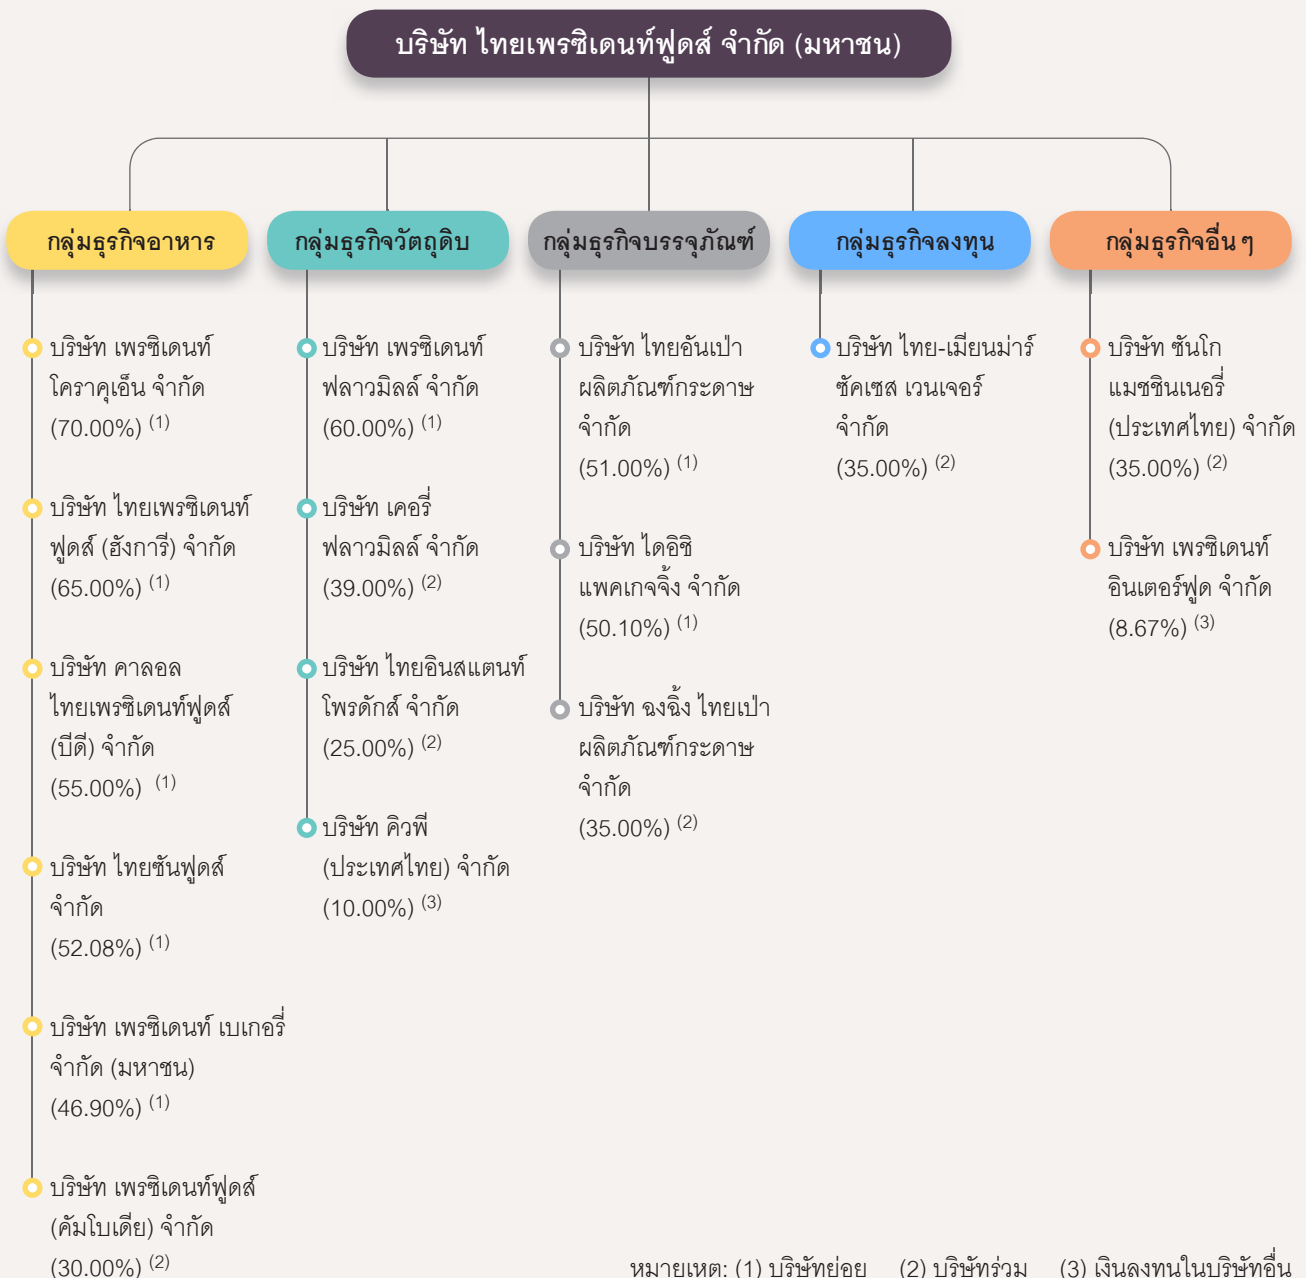 บริษัท ไทยเพรซิเดนท์ฟูดส์ จำกัด (มหาชน)
กลุ่มธุรกิจอาหาร
บริษัท เพรซิเดนท์
โคราคุเอ็น จำกัด
(70.00%) (1)
บริษัท ไทยเพรซิเดนท์
ฟูดส์ (ฮังการี) จำกัด
(65.00%) (1)
บริษัท คาลอล
ไทยเพรซิเดนท์ฟูดส์
(บีดี) จำกัด
(55.00%) (1)
บริษัท ไทยซันฟูดส์
จำกัด
(52.08%) (1)
บริษัท เพรซิเดนท์ เบเกอรี่
จำกัด (มหาชน)
(46.90%) (1)
บริษัท เพรซิเดนท์ฟูดส์
(คัมโบเดีย) จำกัด
(30.00%) (2)
กลุ่มธุรกิจวัตถุดิบ
บริษัท เพรซิเดนท์
ฟลาวมิลล์ จำกัด
(60.00%) (1)
บริษัท เคอรี่
ฟลาวมิลล์ จำกัด
(39.00%) (2)
บริษัท ไทยอินสแตนท์
โพรดักส์ จำกัด
(25.00%) (2)
บริษัท คิวพี
(ประเทศไทย) จำกัด
(10.00%) (3)
กลุ่มธุรกิจบรรจุภัณฑ์
บริษัท ไทยอันเป่า
ผลิตภัณฑ์กระดาษ
จำกัด
(51.00%) (1)
บริษัท ไดอิชิ
แพคเกจจิ้ง จำกัด
(50.10%) (1)
บริษัท ฉงฉิ้ง ไทยเป่า
ผลิตภัณฑ์กระดาษ
จำกัด
(35.00%) (2)
กลุ่มธุรกิจลงทุน
บริษัท ไทย-เมียนม่าร์
ซัคเซส เวนเจอร์
จำกัด
(35.00%) (2)
กลุ่มธุรกิจอื่นๆ
บริษัท ซันโก
แมชชินเนอรี่
(ประเทศไทย) จำกัด
(35.00%) (2)
บริษัท เพรซิเดนท์
อินเตอร์ฟูด จำกัด
(8.67%) (3)
หมายเหตุ: (1) บริษัทย่อย (2) บริษัทร่วม (3) เงินลงทุนในบริษัทอื่น